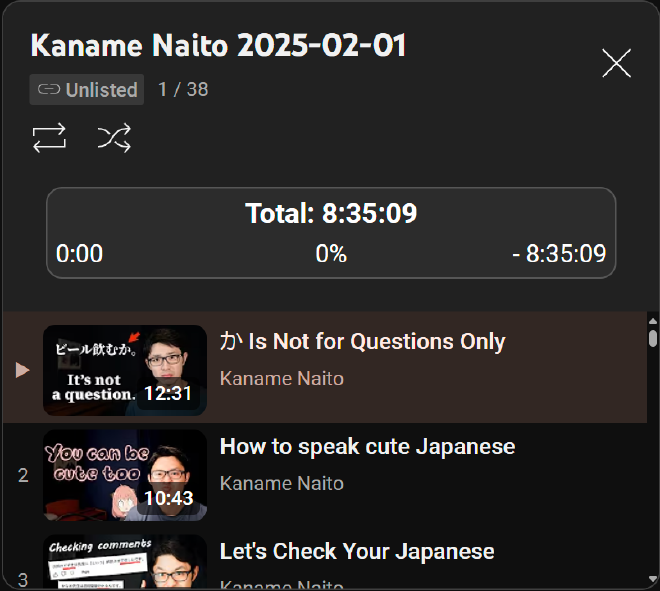 Kaname Naito 2025-02-01
Unlisted 1 / 38
Total: 8:35:09
0:00 0% - 8:35:09
ビール飲むか。
It's not
a question.
12:31
か Is Not for Questions Only
Kaname Naito
2
You can be
cute too
10:43
How to speak cute Japanese
Kaname Naito
3
Checking comments
Let's Check Your Japanese
Kaname Naito